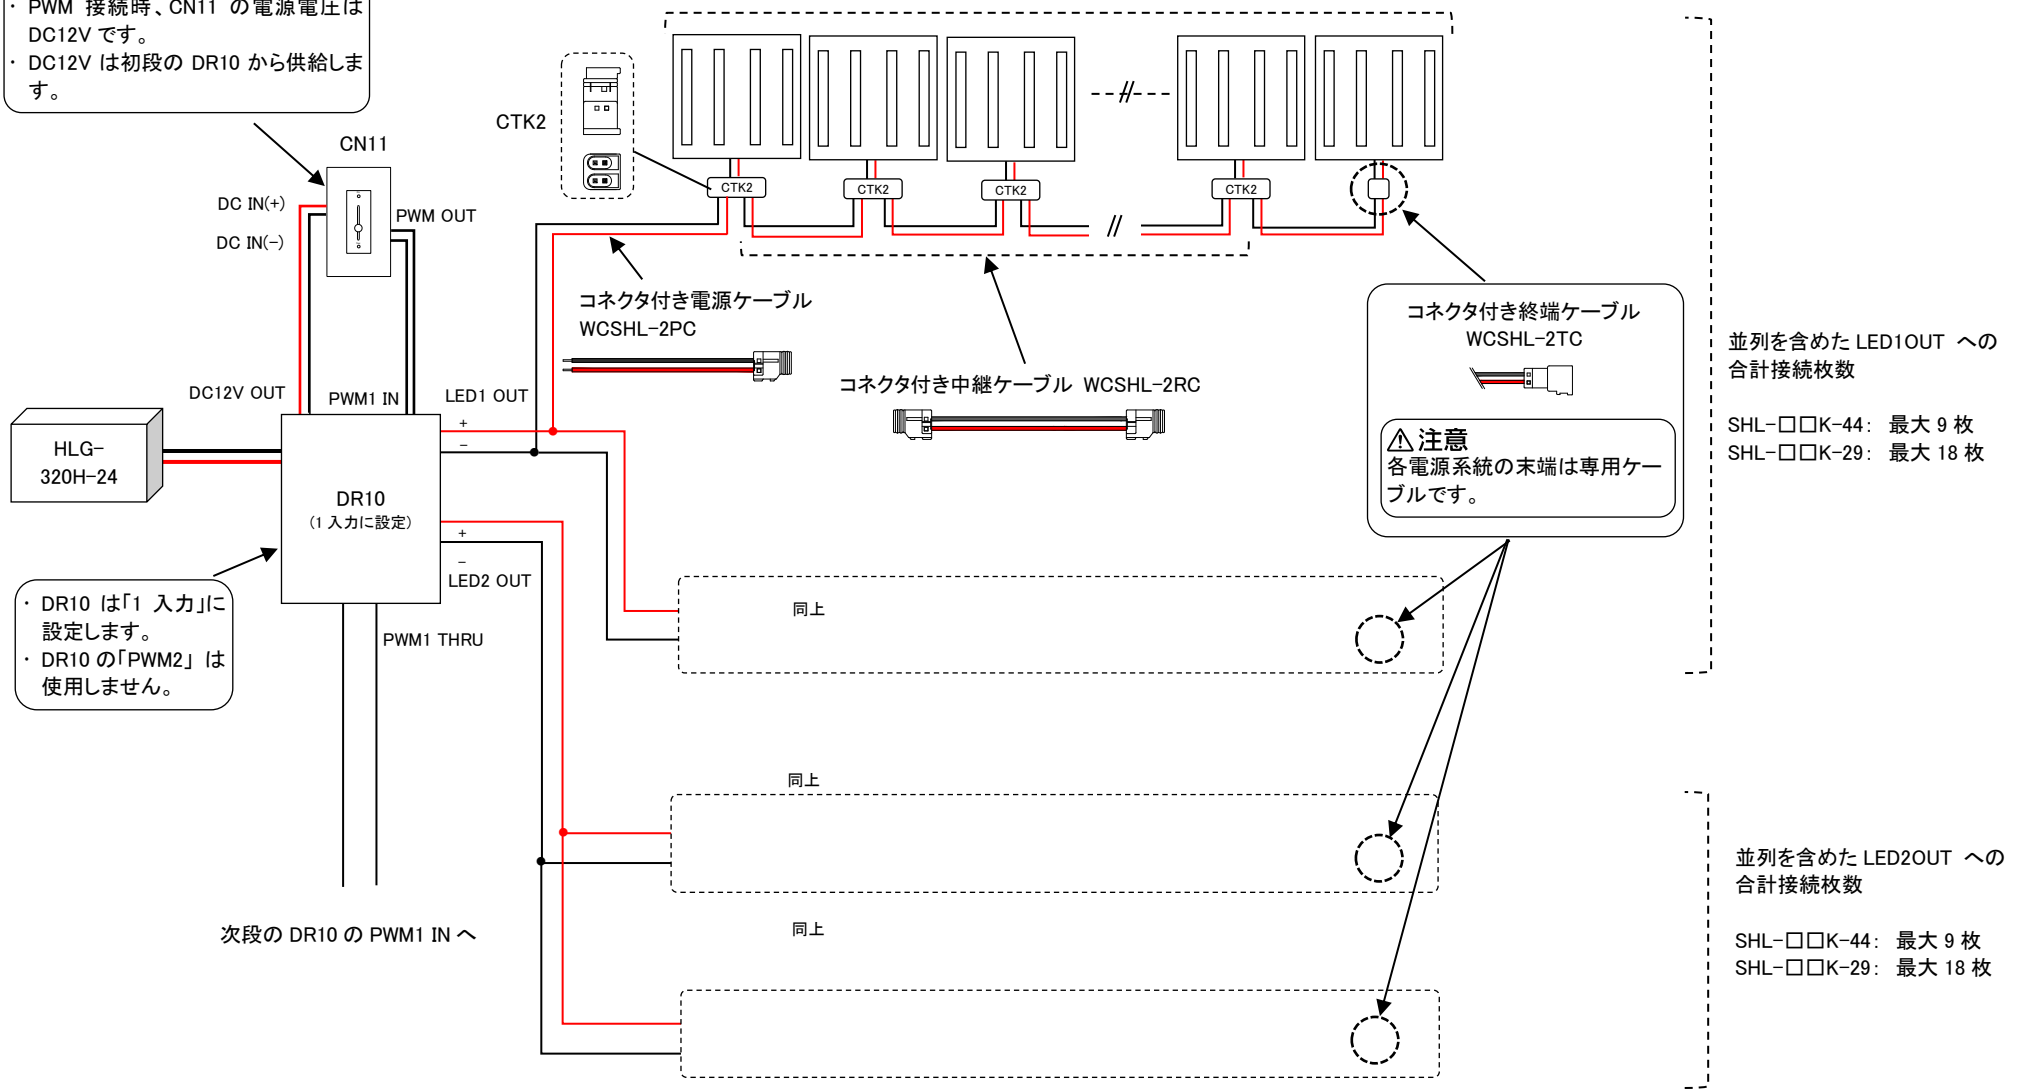 ・ PWM 接続時、CN11 の電源電圧は
DC12V です。
・ DC12V は初段の DR10 から供給しま
す。
CTK2
CN11
DC IN(+)
DC IN(-)
PWM OUT
CTK2
CTK2
CTK2
CTK2
コネクタ付き電源ケーブル
WCSHL-2PC
コネクタ付き中継ケーブル WCSHL-2RC
コネクタ付き終端ケーブル
WCSHL-2TC
注意
各電源系統の末端は専用ケー
ブルです。
並列を含めた LED1OUT への
合計接続枚数
SHL-□□K-44: 最大 9 枚
SHL-□□K-29: 最大 18 枚
DC12V OUT
PWM1 IN
LED1 OUT
+
-
HLG-
320H-24
DR10
(1 入力に設定)
+
-
LED2 OUT
・ DR10 は「1 入力」に
設定します。
・ DR10 の「PWM2」 は
使用しません。
PWM1 THRU
同上
同上
同上
次段の DR10 の PWM1 IN へ
並列を含めた LED2OUT への
合計接続枚数
SHL-□□K-44: 最大 9 枚
SHL-□□K-29: 最大 18 枚